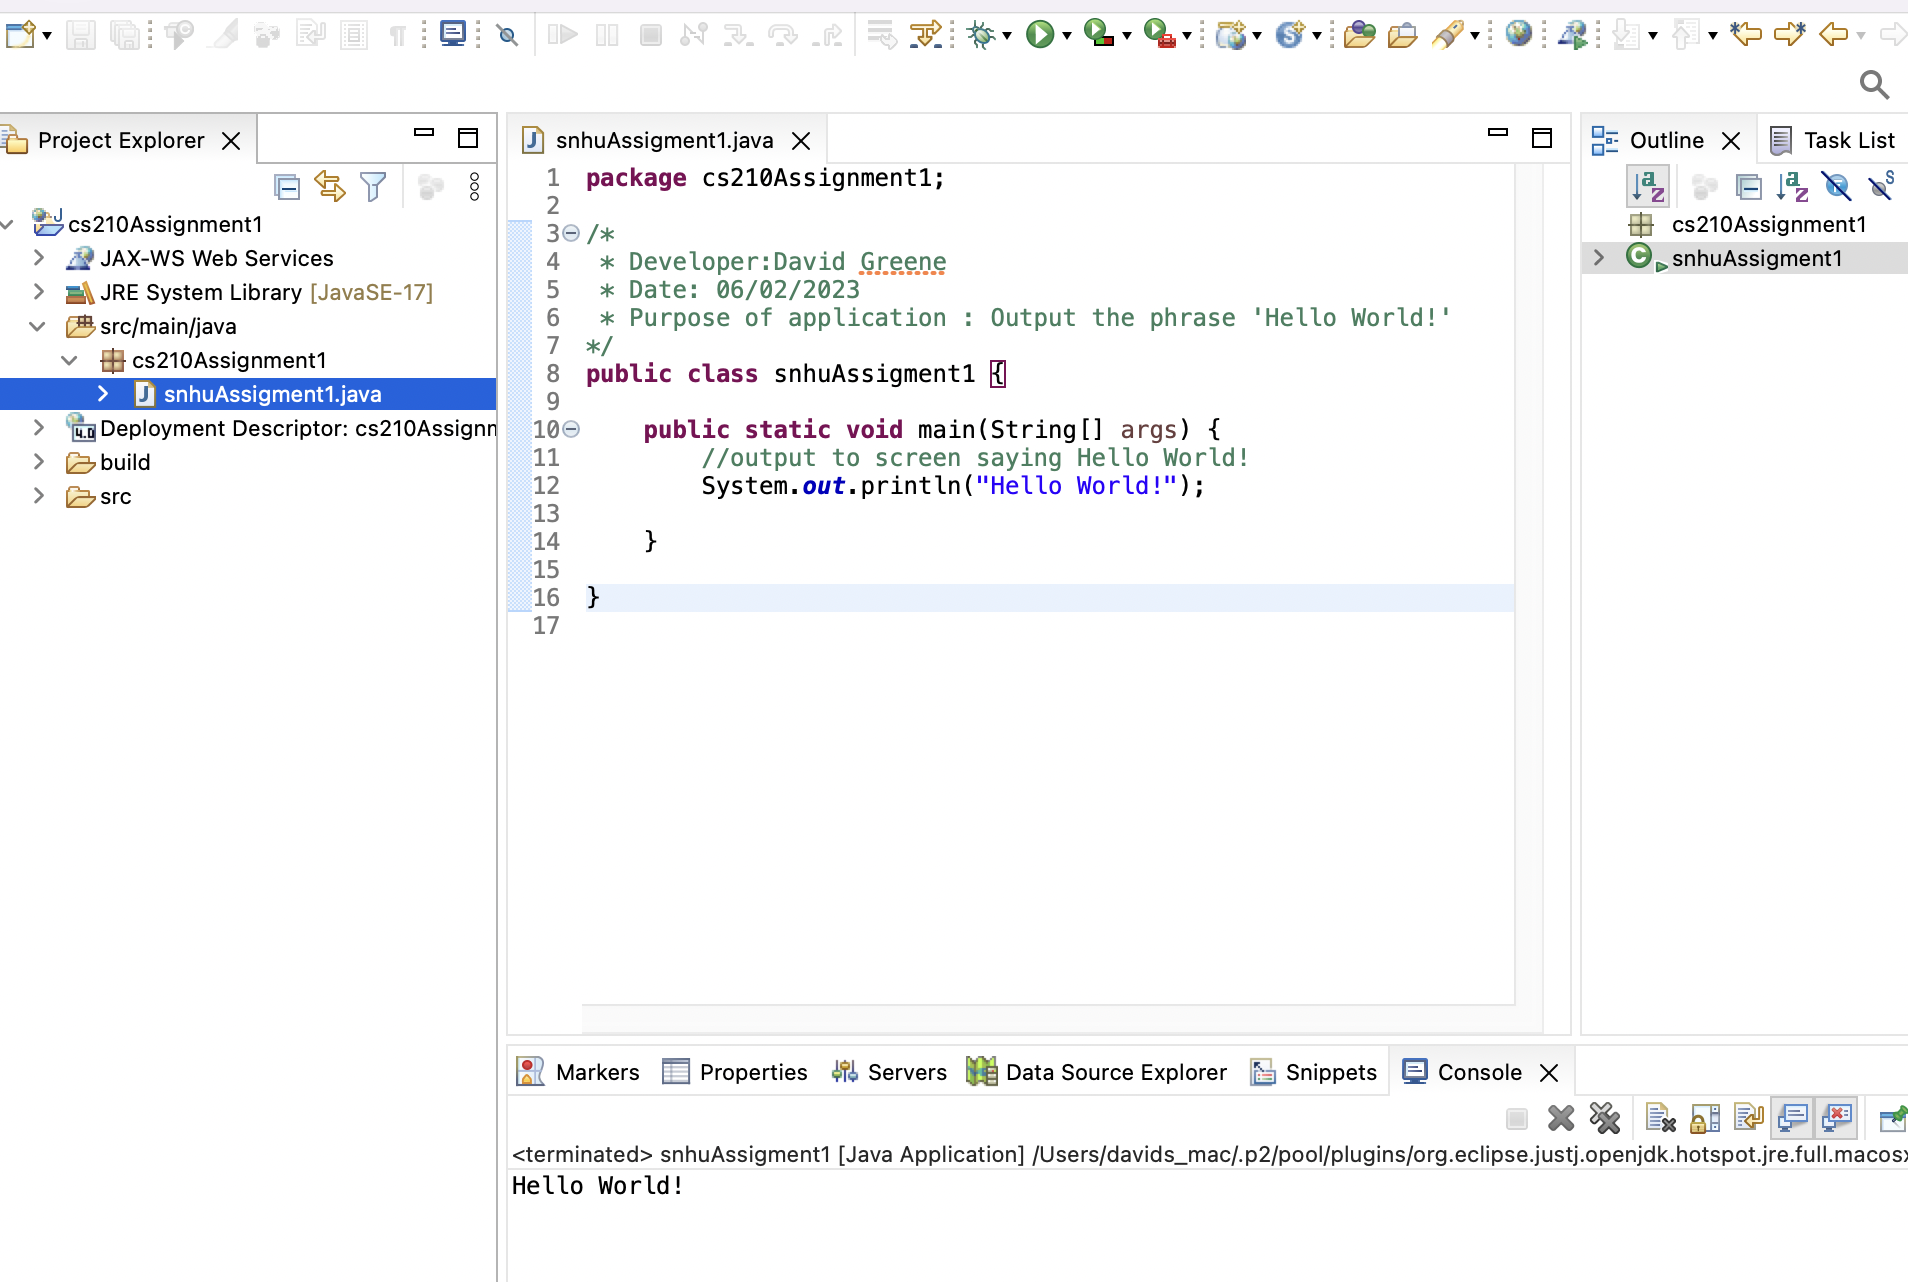 Project Explorer
cs210Assignment1
JAX-WS Web Services
JRE System Library [JavaSE-17]
src/main/java
cs210Assignment1
snhuAssigment1.java
Deployment Descriptor: cs210Assignn
build
src
snhuAssigment1.java
1 package cs210Assignment1;
2
3 /*
4 * Developer:David Greene
5 * Date: 06/02/2023
6 * Purpose of application : Output the phrase 'Hello World!'
7 */
8 public class snhuAssigment1 {
9
10 public static void main(String[] args) {
11 //output to screen saying Hello World!
12 System.out.println("Hello World!");
13
14 }
15
16 }
17
Outline Task List
cs210Assignment1
snhuAssigment1
Markers Properties Servers Data Source Explorer Snippets Console
<terminated> snhuAssigment1 [Java Application] /Users/davids_mac/.p2/pool/plugins/org.eclipse.justj.openjdk.hotspot.jre.full.macosx
Hello World!